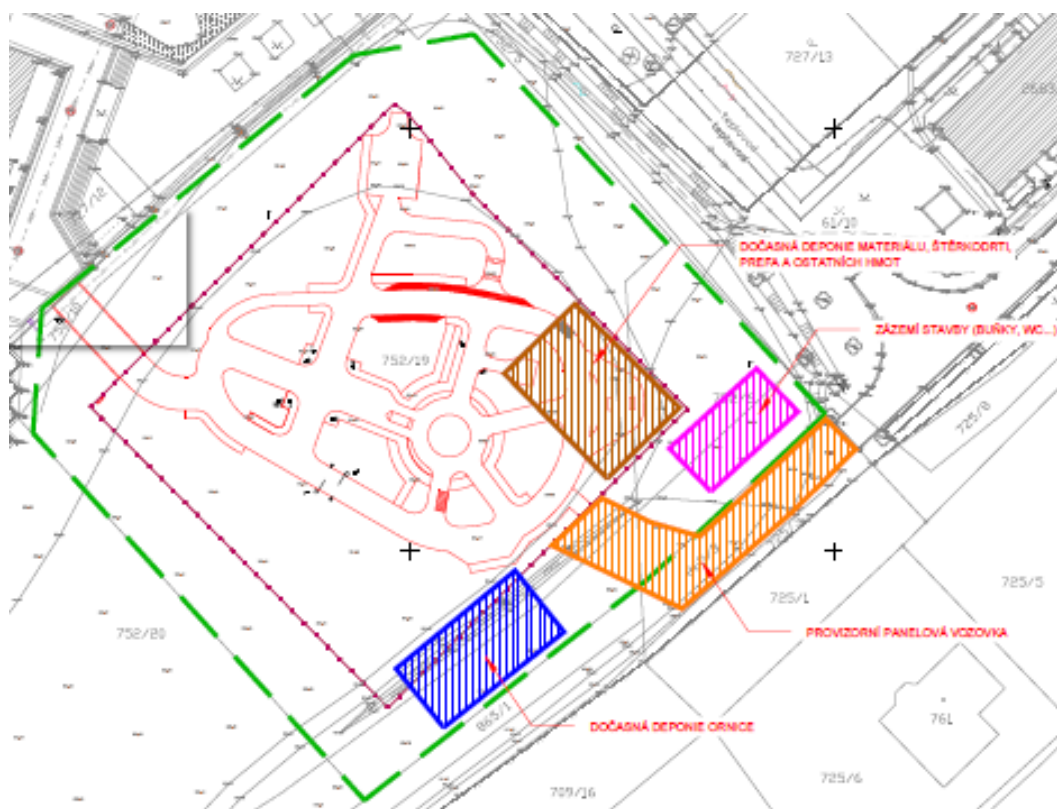 727/13
61/10
DOČASNÁ DEPONIE MATERIÁLU, ŠTĚRKODRTI,
PREFA A OSTATNÍCH HMOT
ZÁZEMÍ STAVBY (BUŇKY, WC...)
752/19
725/8
725/5
725/1
752/20
PROVIZORNÍ PANELOVÁ VOZOVKA
865/1
DOČASNÁ DEPONIE ORNICE
761
725/6
709/16